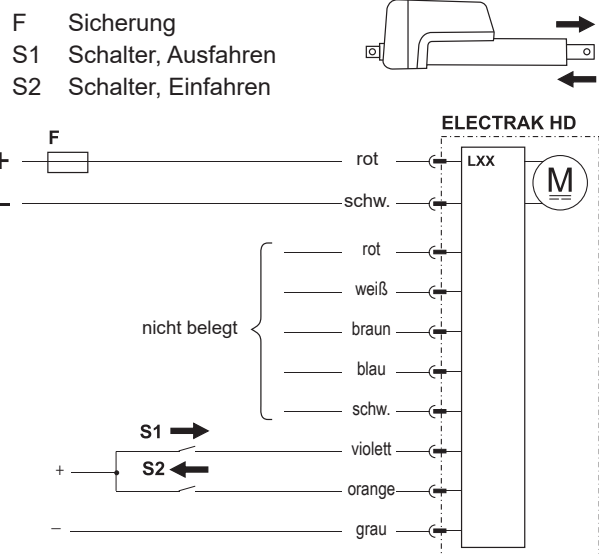 F Sicherung
S1 Schalter, Ausfahren
S2 Schalter, Einfahren
ELECTRAK HD
F
+ rot LXX
M
– schw.
rot
weiß
nicht belegt braun
blau
schw.
S1 violett
+ S2
orange
– grau